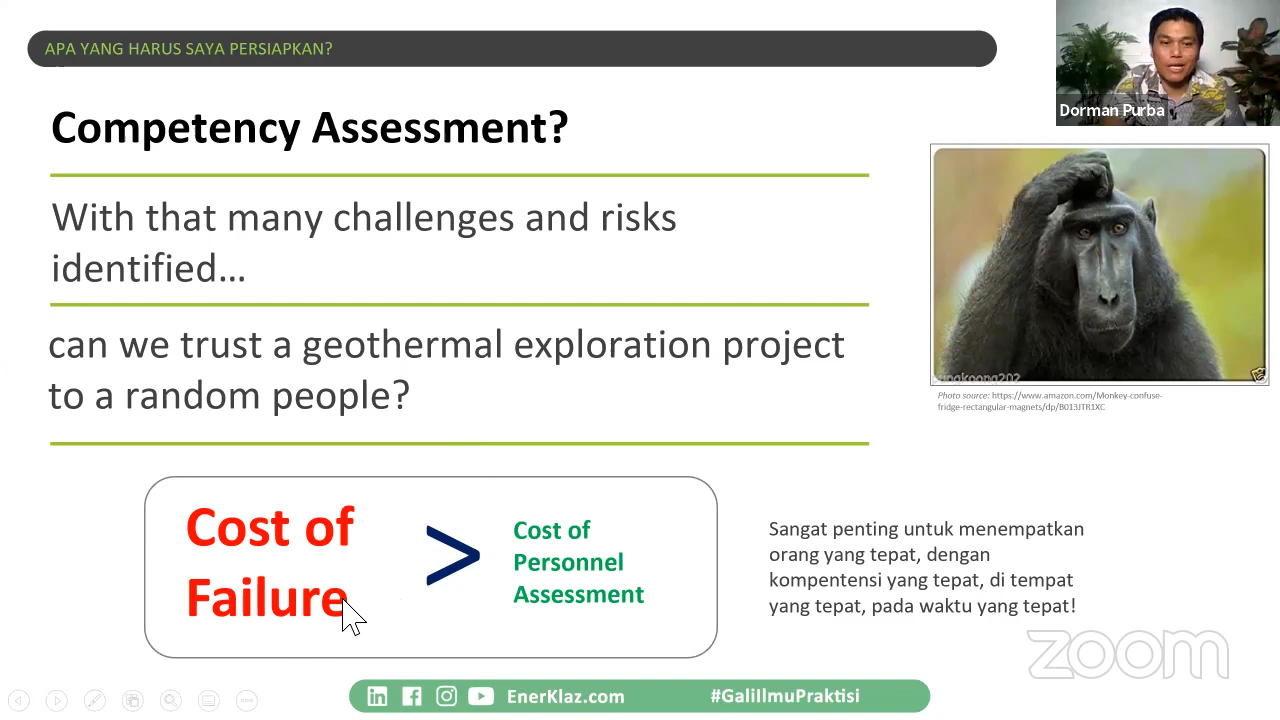 APA YANG HARUS SAYA PERSIAPKAN?
Dorman Purba
Competency Assessment?
With that many challenges and risks
identified…
can we trust a geothermal exploration project
to a random people?
Photo source: https://www.amazon.com/Monkey-confuse-
fridge-rectangular-magnets/dp/B013JTR1XC
Cost of
Failure
>
Cost of
Personnel
Assessment
Sangat penting untuk menempatkan
orang yang tepat, dengan
kompentensi yang tepat, di tempat
yang tepat, pada waktu yang tepat!
zoom
EnerKlaz.com
#GaliIlmuPraktisi